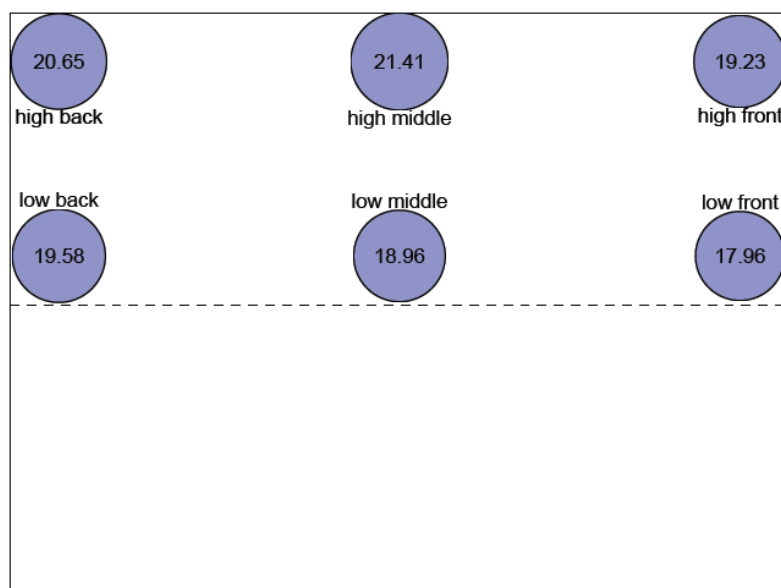 20.65 21.41 19.23
high back high middle high front
low back low middle low front
19.58 18.96 17.96